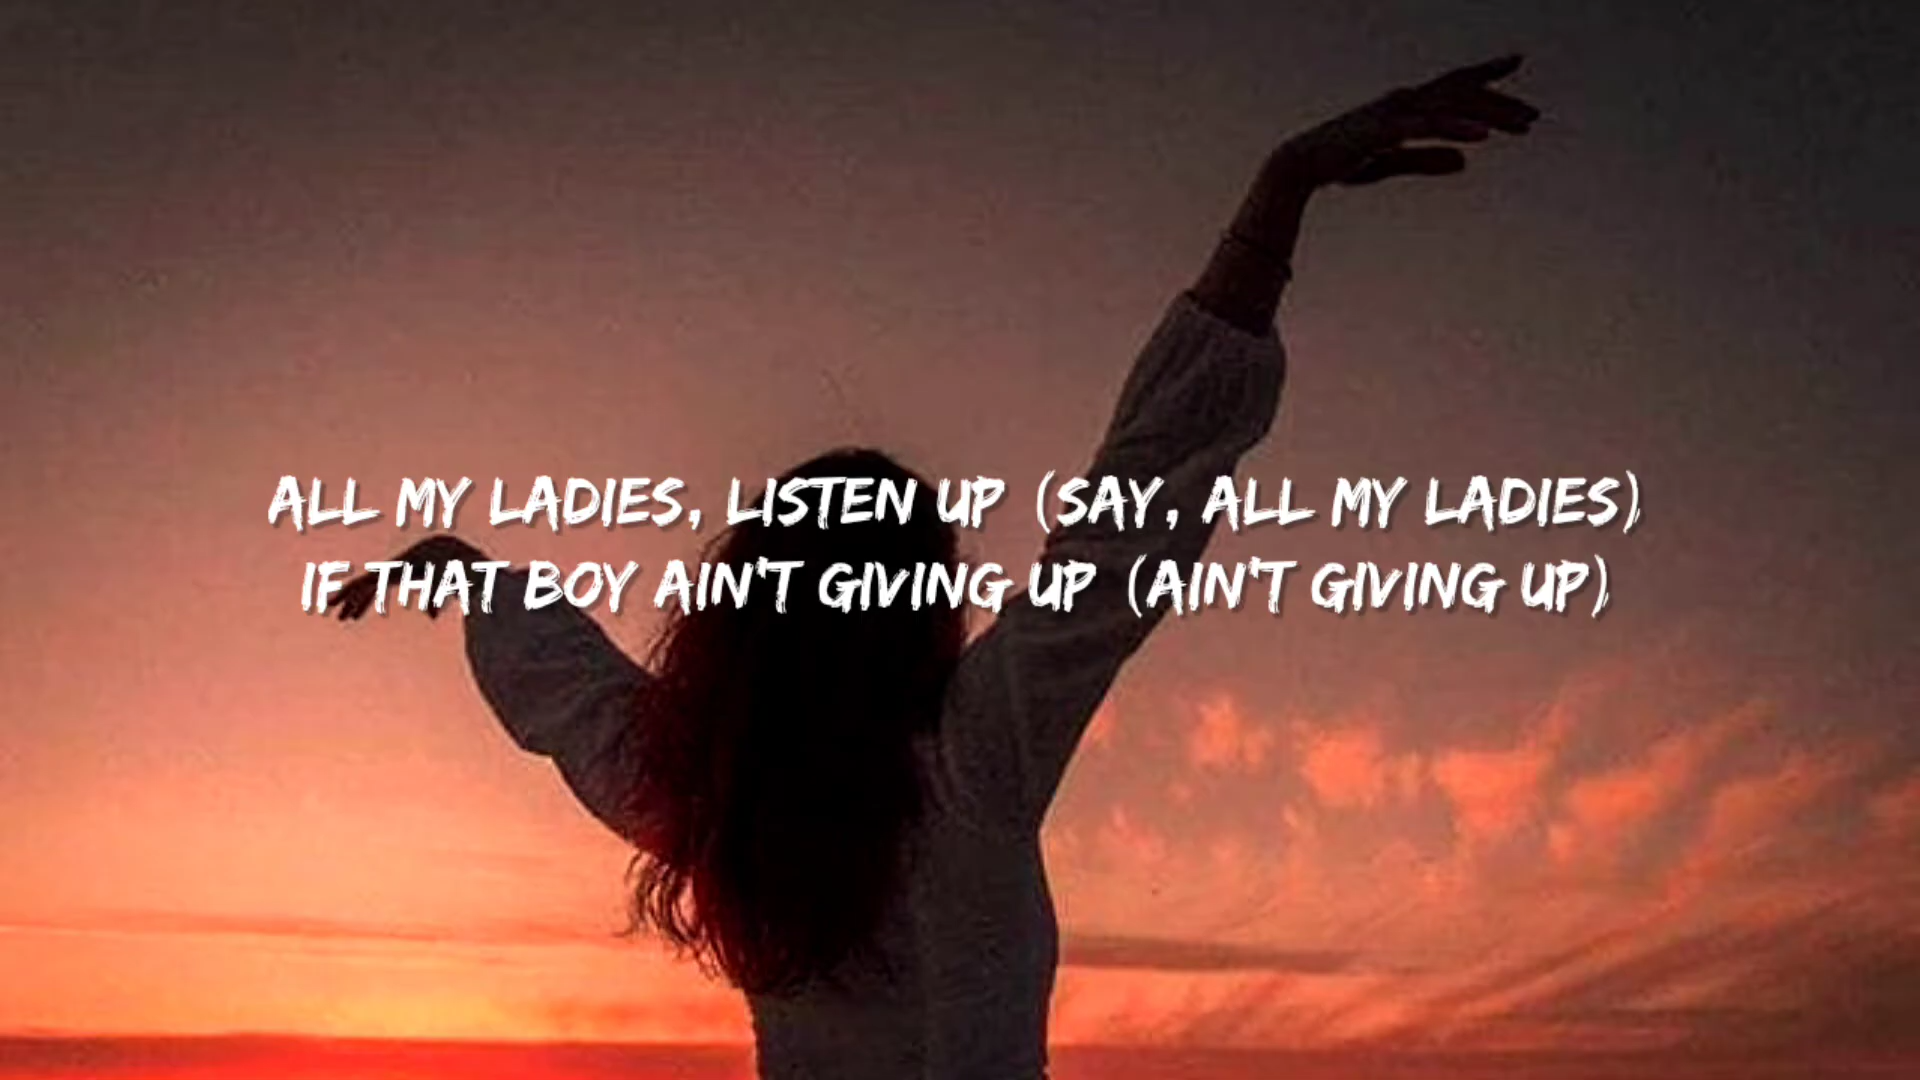 ALL MY LADIES, LISTEN UP (SAY, ALL MY LADIES)
IF THAT BOY AIN'T GIVING UP (AIN'T GIVING UP)